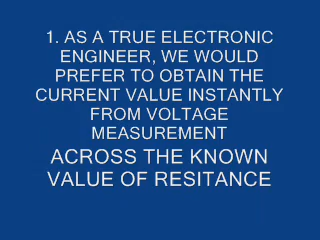 1. AS A TRUE ELECTRONIC
ENGINEER, WE WOULD
PREFER TO OBTAIN THE
CURRENT VALUE INSTANTLY
FROM VOLTAGE
MEASUREMENT
ACROSS THE KNOWN
VALUE OF RESITANCE